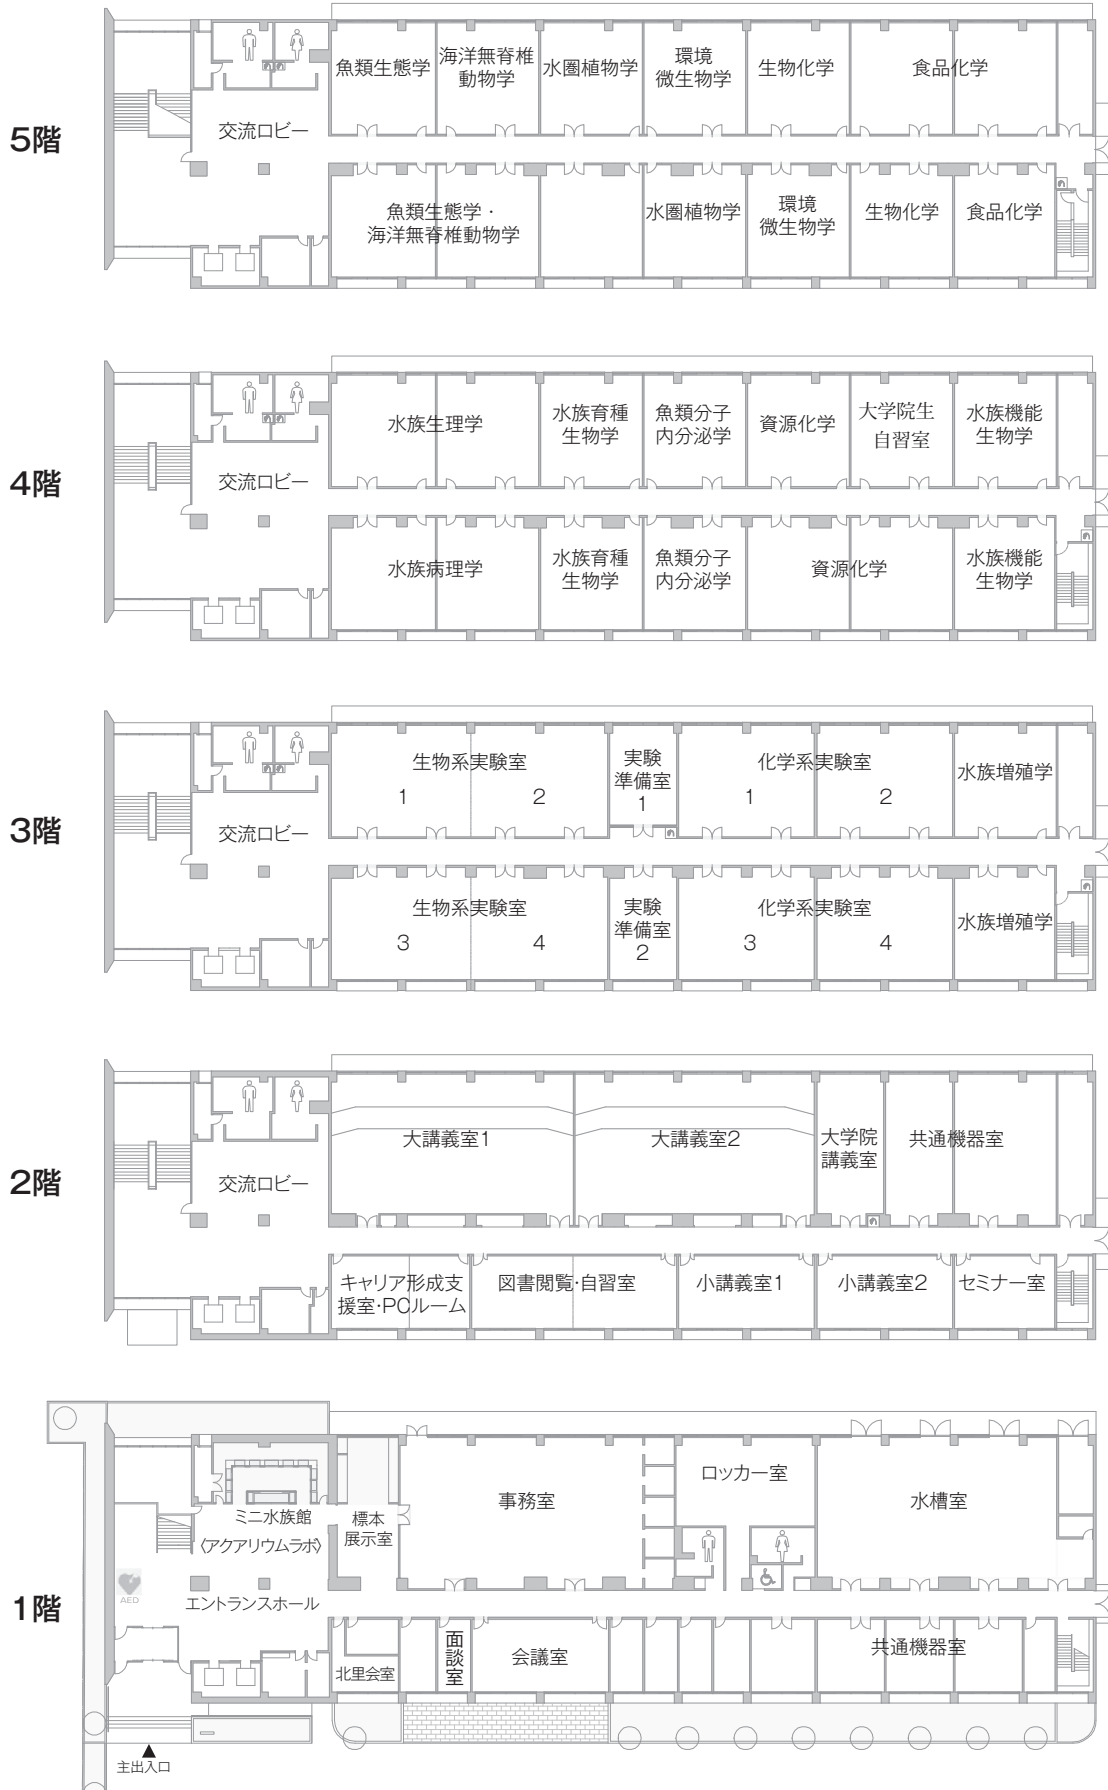 5階
魚類生態学
海洋無脊椎
動物学
水圏植物学
環境
微生物学
生物化学
食品化学
交流ロビー
魚類生態学・
海洋無脊椎動物学
水圏植物学
環境
微生物学
生物化学
食品化学
4階
水族生理学
水族育種
生物学
魚類分子
内分泌学
資源化学
大学院生
自習室
水族機能
生物学
交流ロビー
水族病理学
水族育種
生物学
魚類分子
内分泌学
資源化学
水族機能
生物学
3階
生物系実験室
1
2
実験
準備室
1
化学系実験室
1
2
水族増殖学
交流ロビー
生物系実験室
3
4
実験
準備室
2
化学系実験室
3
4
水族増殖学
2階
大講義室1
大講義室2
大学院
講義室
共通機器室
交流ロビー
キャリア形成支
援室・PCルーム
図書閲覧・自習室
小講義室1
小講義室2
セミナー室
1階
ミニ水族館
〈アクアリウムラボ〉
標本
展示室
事務室
ロッカー室
水槽室
AED
エントランスホール
北里会室
面談室
会議室
共通機器室
主出入口